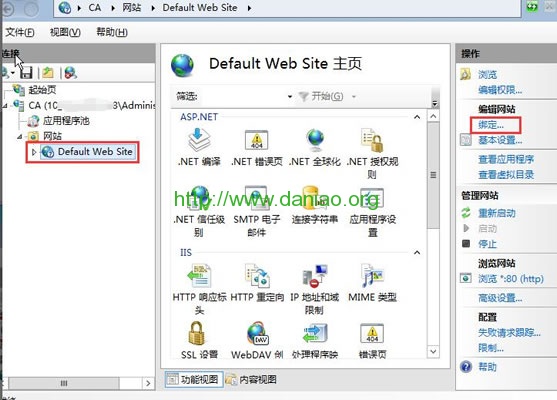 CA ▸ 网站 ▸ Default Web Site ▸
文件(F) 视图(V) 帮助(H)
连接
起始页
CA (10_ 3\Adminis
应用程序池
网站
Default Web Site
Default Web Site 主页
筛选: 开始(G)
ASP.NET
.NET 编译
.NET 错误页
.NET 全球化
.NET 授权规则
.NET 信任级别
SMTP 电子邮件
连接字符串
应用程序设置
http://www.daniao.org
IIS
HTTP 响应标头
HTTP 重定向
IP 地址和域限制
MIME 类型
SSL 设置
WebDAV 创
处理程序映
错误页
功能视图 内容视图
操作
浏览
编辑权限...
编辑网站
绑定...
基本设置...
查看应用程序
查看虚拟目录
管理网站
重新启动
启动
停止
浏览网站
浏览 *:80 (http)
高级设置...
配置
失败请求跟踪...
限制...
帮助